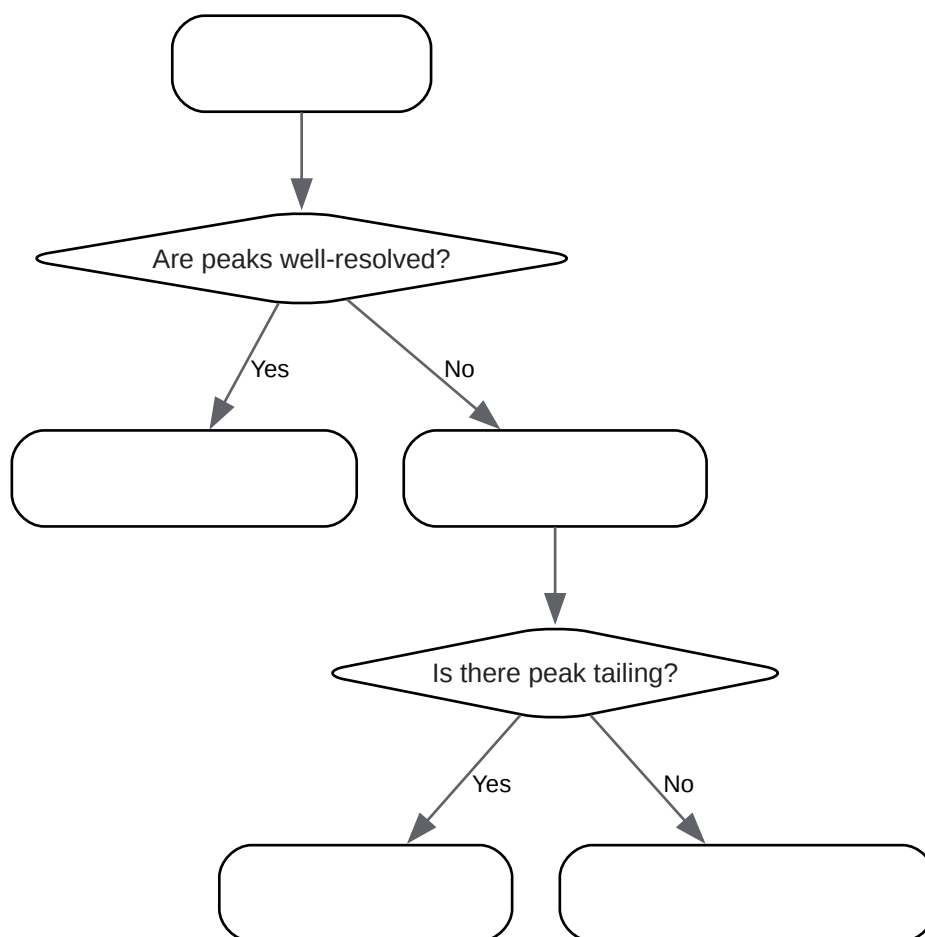 Are peaks well-resolved?
Yes
No
Is there peak tailing?
Yes
No